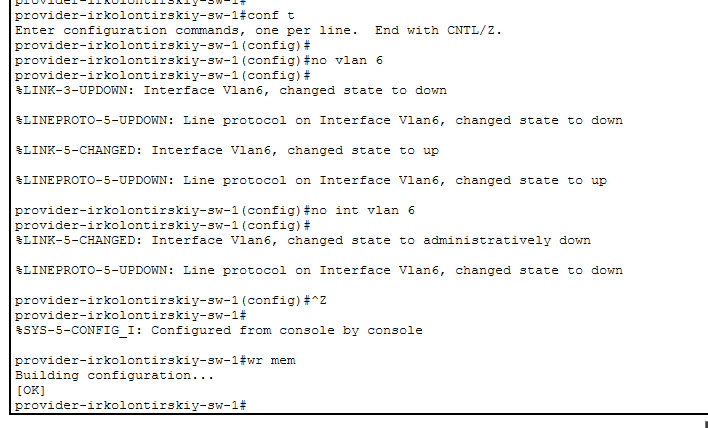 provider-irkolontirskiy-sw-1#
provider-irkolontirskiy-sw-1#conf t
Enter configuration commands, one per line.  End with CNTL/Z.
provider-irkolontirskiy-sw-1(config)#
provider-irkolontirskiy-sw-1(config)#no vlan 6
provider-irkolontirskiy-sw-1(config)#
%LINK-3-UPDOWN: Interface Vlan6, changed state to down
%LINEPROTO-5-UPDOWN: Line protocol on Interface Vlan6, changed state to down
%LINK-5-CHANGED: Interface Vlan6, changed state to up
%LINEPROTO-5-UPDOWN: Line protocol on Interface Vlan6, changed state to up
provider-irkolontirskiy-sw-1(config)#no int vlan 6
provider-irkolontirskiy-sw-1(config)#
%LINK-5-CHANGED: Interface Vlan6, changed state to administratively down
%LINEPROTO-5-UPDOWN: Line protocol on Interface Vlan6, changed state to down
provider-irkolontirskiy-sw-1(config)#^Z
provider-irkolontirskiy-sw-1#
%SYS-5-CONFIG_I: Configured from console by console
provider-irkolontirskiy-sw-1#wr mem
Building configuration...
[OK]
provider-irkolontirskiy-sw-1#